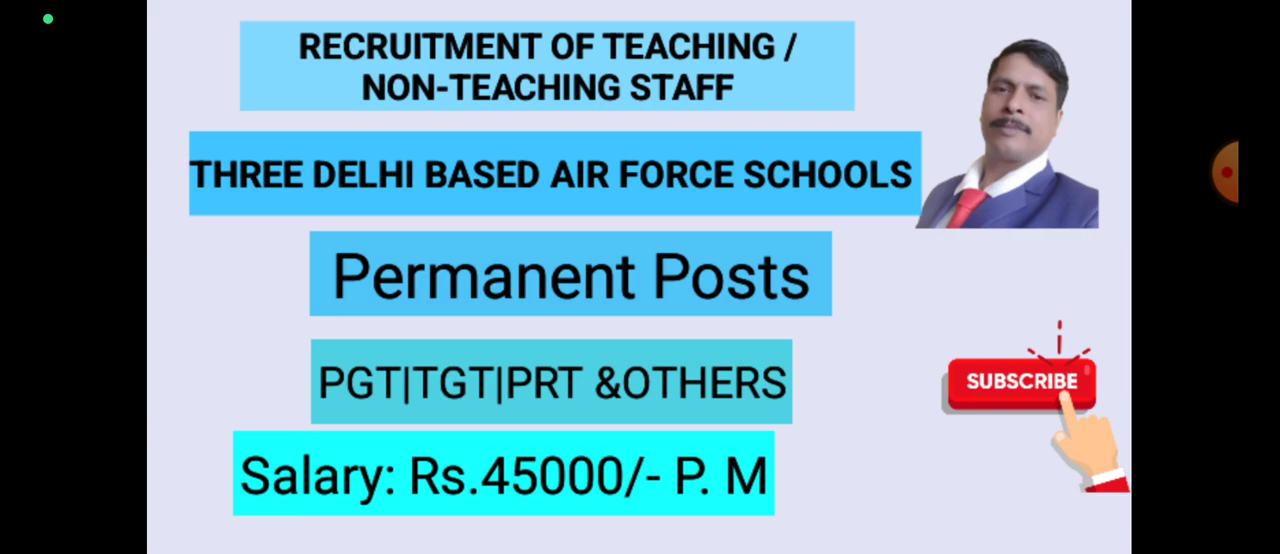 RECRUITMENT OF TEACHING /
NON-TEACHING STAFF
THREE DELHI BASED AIR FORCE SCHOOLS
Permanent Posts
PGT|TGT|PRT &OTHERS
SUBSCRIBE
Salary: Rs.45000/- P. M